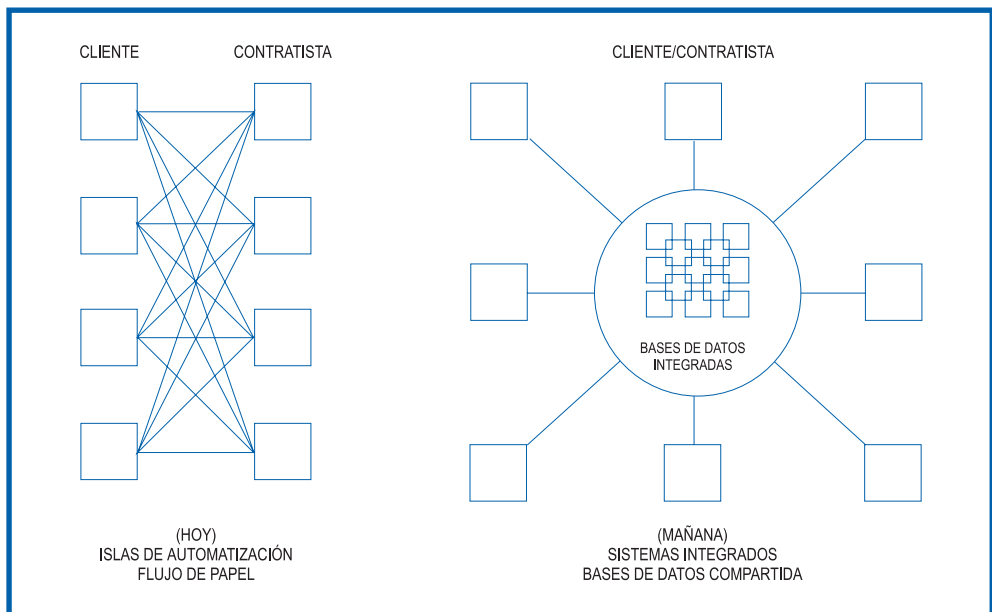 CLIENTE
CONTRATISTA
(HOY)
ISLAS DE AUTOMATIZACIÓN
FLUJO DE PAPEL
CLIENTE/CONTRATISTA
BASES DE DATOS
INTEGRADAS
(MAÑANA)
SISTEMAS INTEGRADOS
BASES DE DATOS COMPARTIDA